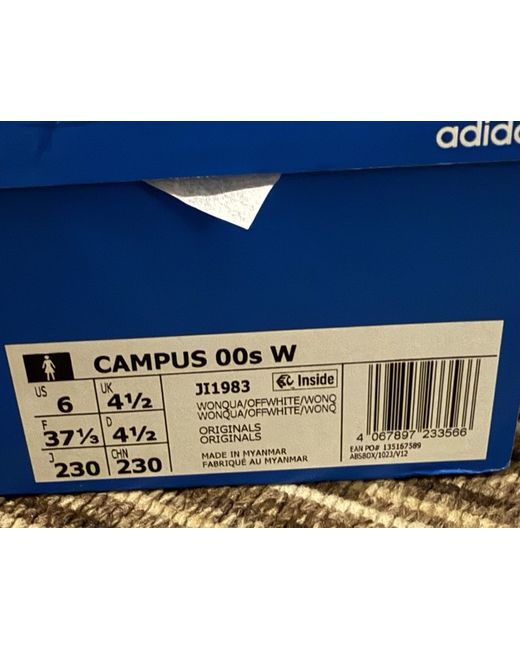 adida
CAMPUS 00s W
US 6 UK 4½
F 37⅓ D 4½
J 230 CHN 230
JI1983 Inside
WONQUA/OFFWHITE/WONQ
WONQUA/OFFWHITE/WONQ
ORIGINALS
ORIGINALS
MADE IN MYANMAR
FABRIQUÉ AU MYANMAR
4 067897 233566
EAN PO# 135167589
ABSBOX/1023/V12